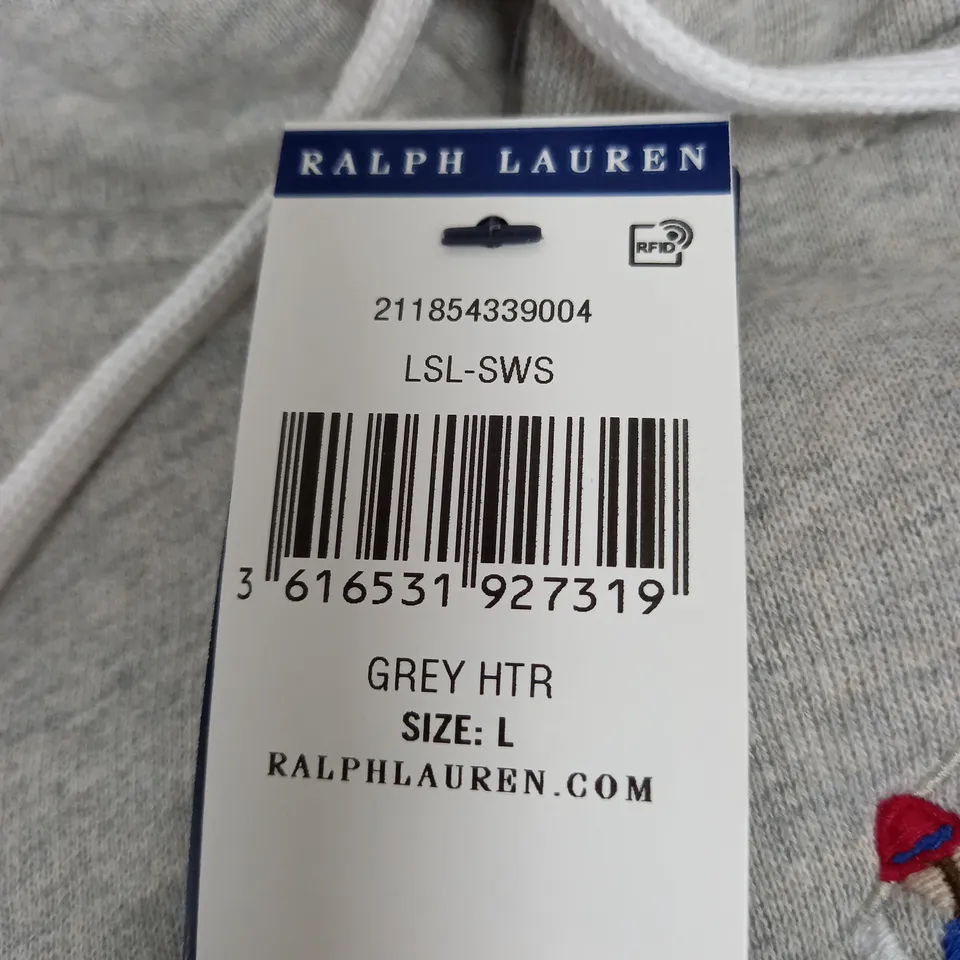 RALPH LAUREN
RFID
211854339004
LSL-SWS
3 616531 927319
GREY HTR
SIZE: L
RALPHLAUREN.COM